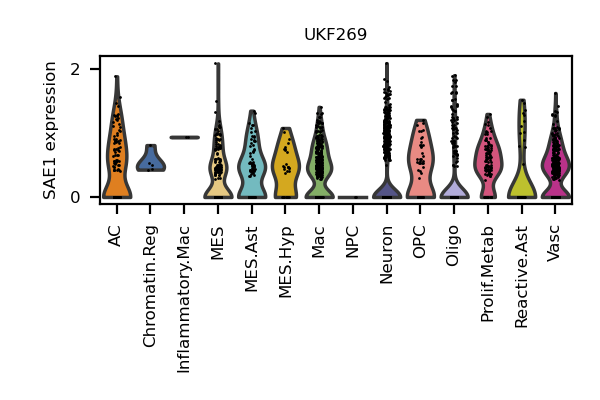 UKF269
SAE1 expression
2
0
AC
Chromatin.Reg
Inflammatory.Mac
MES
MES.Ast
MES.Hyp
Mac
NPC
Neuron
OPC
Oligo
Prolif.Metab
Reactive.Ast
Vasc